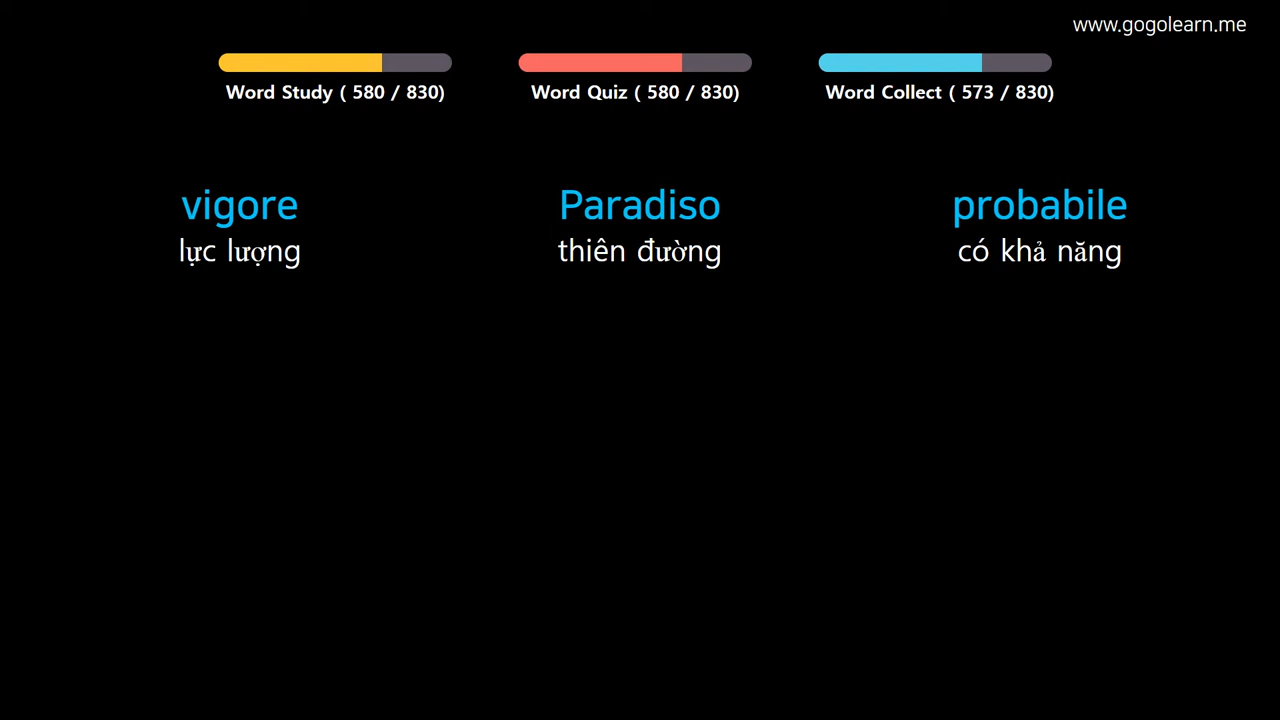 www.gogolearn.me
Word Study ( 580 / 830)
Word Quiz ( 580 / 830)
Word Collect ( 573 / 830)
vigore
lực lượng
Paradiso
thiên đường
probabile
có khả năng